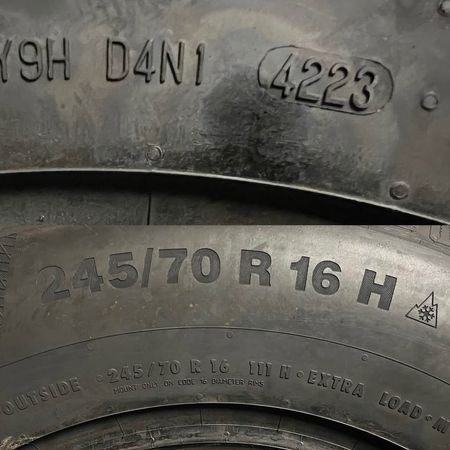 Y9H D4N1 4223
245/70 R 16 H
OUTSIDE • 245/70 R 16 111 H • EXTRA LOAD • M
MOUNT ONLY ON CODE 16 DIAMETER RIMS